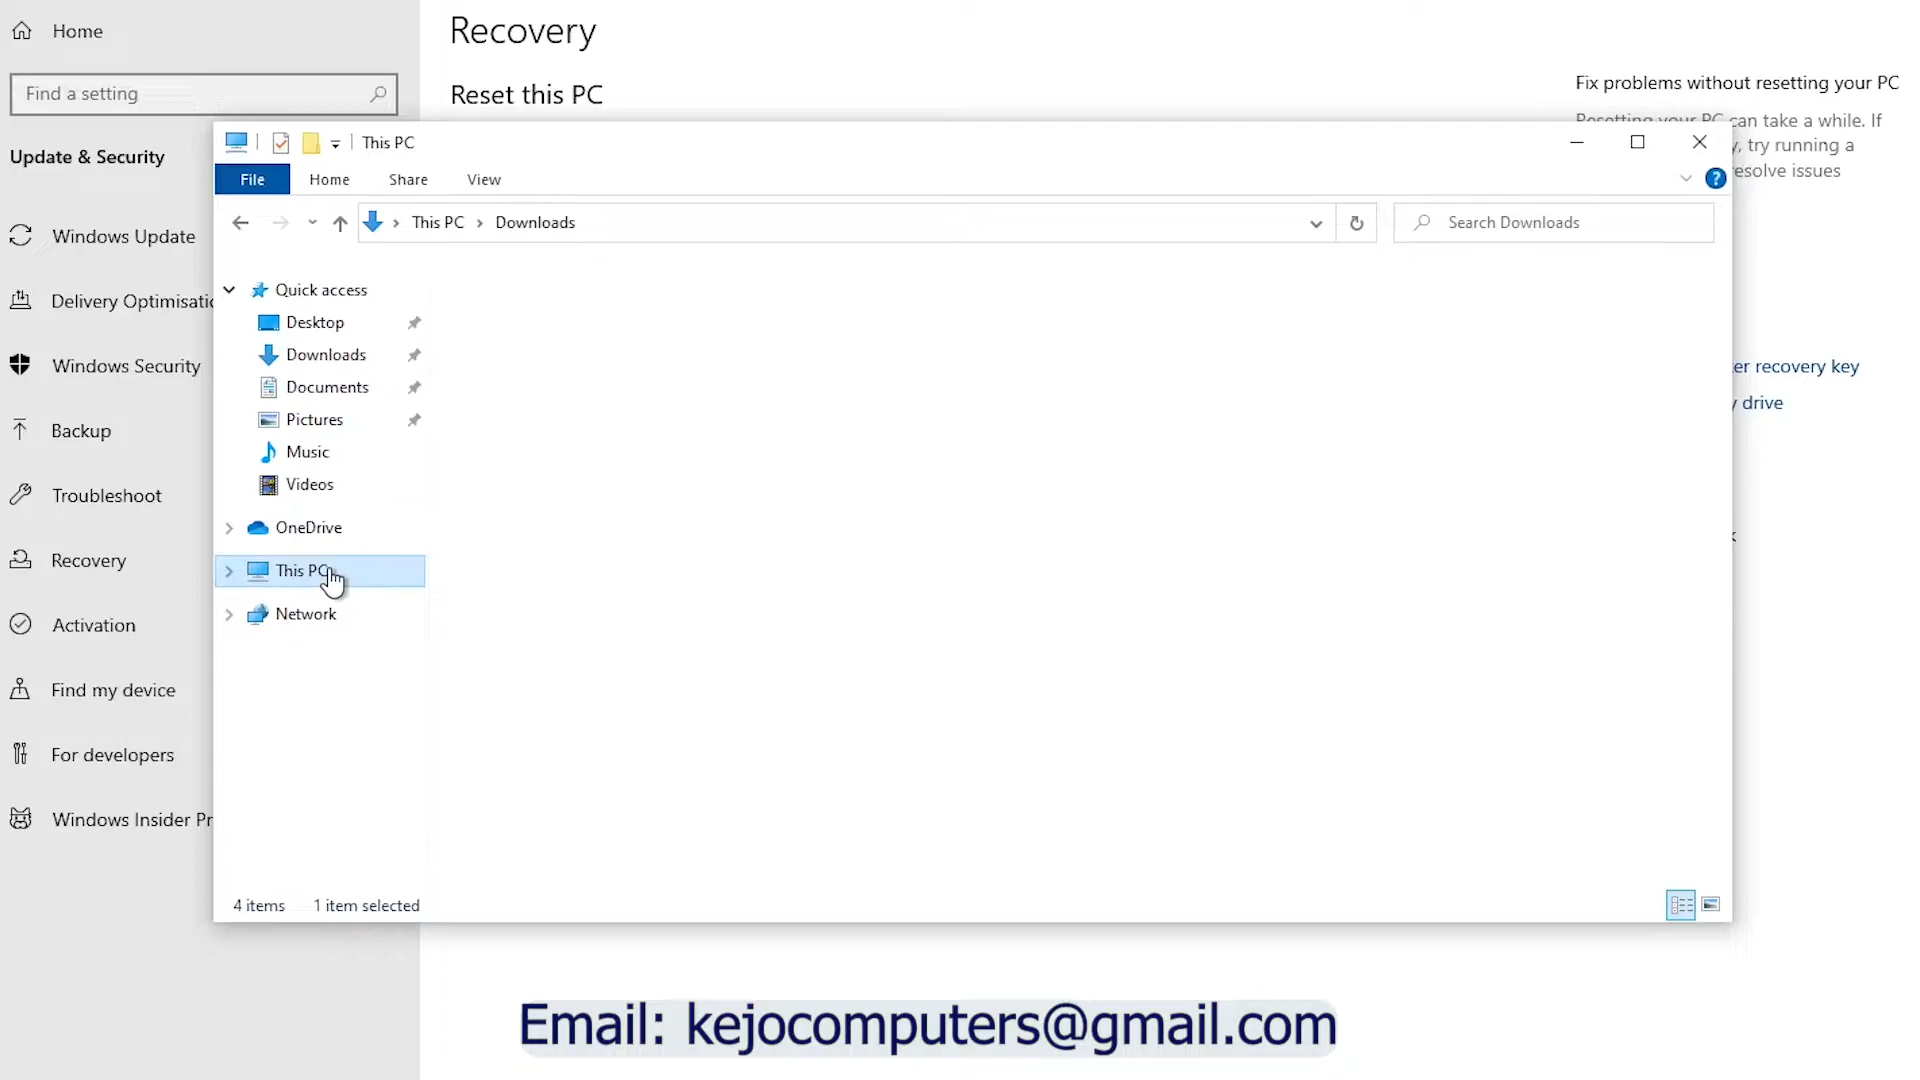 Home
Find a setting
Update & Security
Windows Update
Delivery Optimisatio
Windows Security
Backup
Troubleshoot
Recovery
Activation
Find my device
For developers
Windows Insider Pr
Recovery
Reset this PC
Fix problems without resetting your PC
Resetting your PC can take a while. If
y, try running a
esolve issues
er recovery key
y drive
This PC
File
Home
Share
View
This PC
Downloads
Search Downloads
Quick access
Desktop
Downloads
Documents
Pictures
Music
Videos
OneDrive
This PC
Network
4 items
1 item selected
Email: kejocomputers@gmail.com